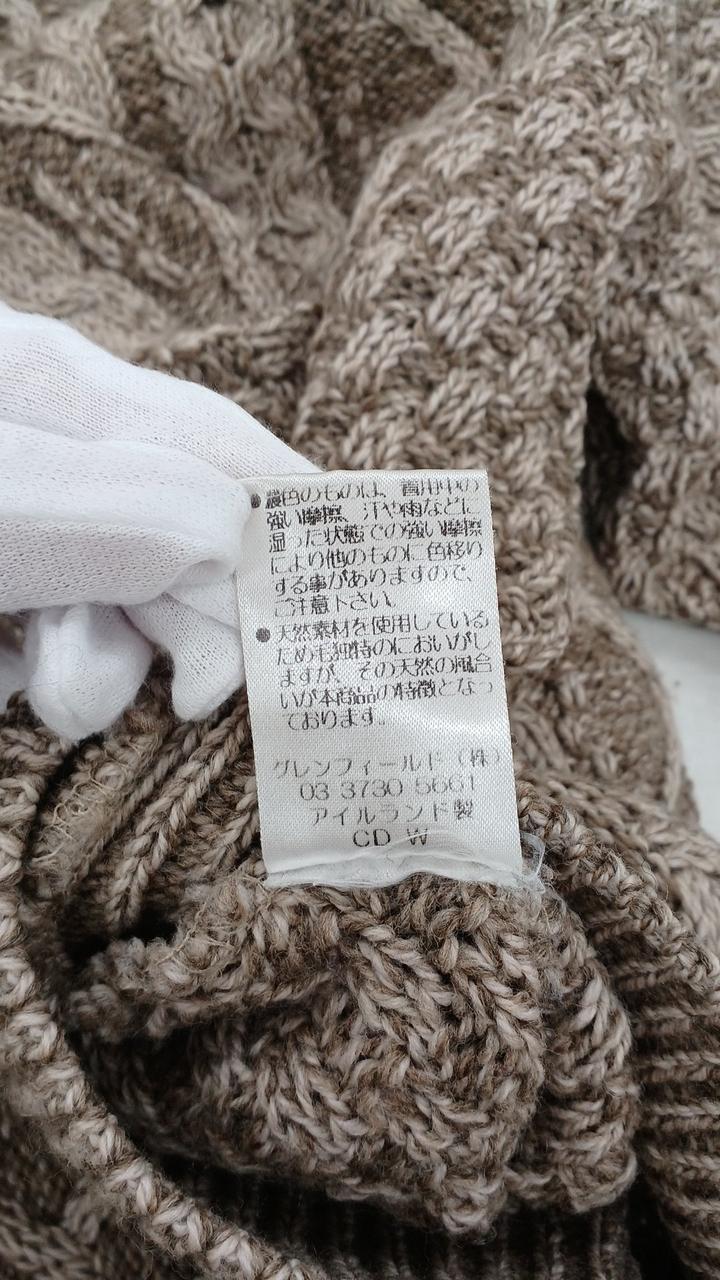 ●濃色のものは、着用中の
強い摩擦、汗や雨などに
湿った状態での強い摩擦
により他のものに色移り
する事がありますので、
ご注意下さい。
●天然素材を使用している
ため毛独特のにおいがし
ますが、その天然の風合
いが本商品の特徴となっ
ております。
グレンフィールド（株）
03 3730 5661
アイルランド製
CD W